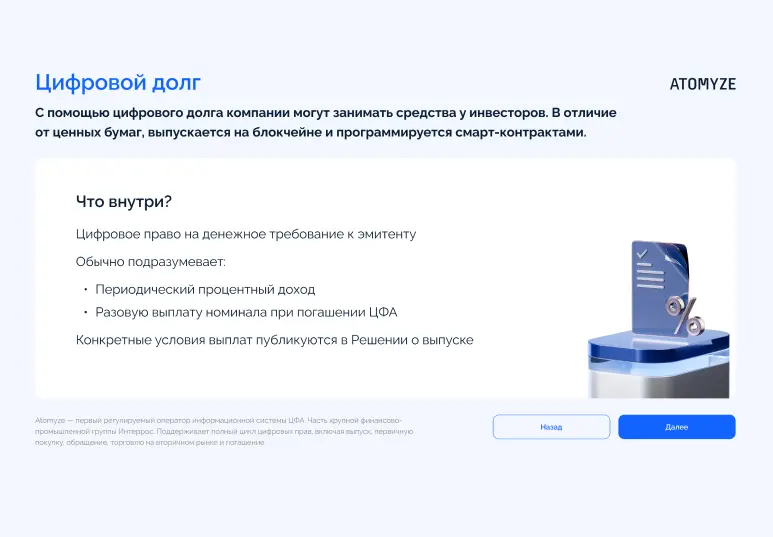 Цифровой долг
ATOMYZE
С помощью цифрового долга компании могут занимать средства у инвесторов. В отличие
от ценных бумаг, выпускается на блокчейне и программируется смарт-контрактами.
Что внутри?
Цифровое право на денежное требование к эмитенту
Обычно подразумевает:
• Периодический процентный доход
• Разовую выплату номинала при погашении ЦФА
Конкретные условия выплат публикуются в Решении о выпуске
%
Atomyze — первый регулируемый оператор информационной системы ЦФА. Часть крупной финансово-
промышленной группы Интеррос. Поддерживает полный цикл цифровых прав, включая выпуск, первичную
покупку, обращение, торговлю на вторичном рынке и погашение.
Назад
Далее